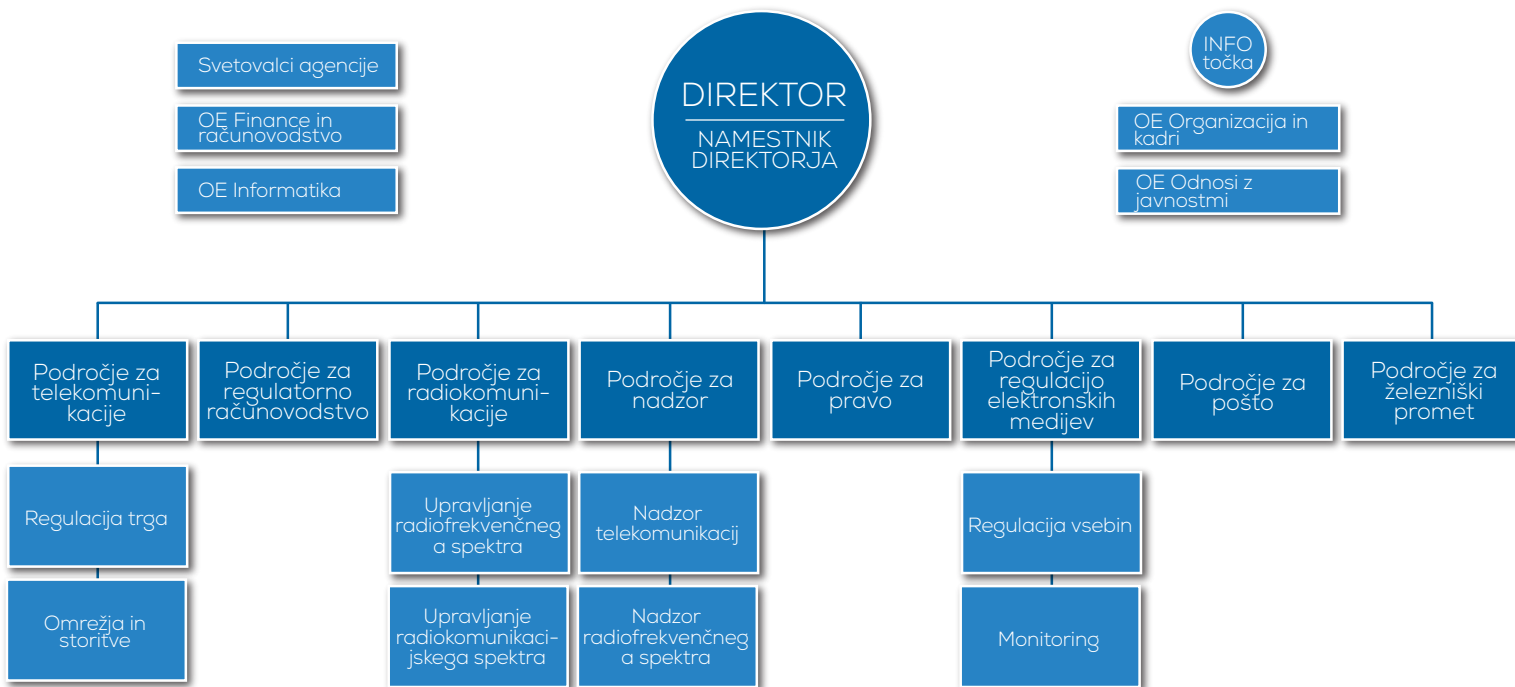 Svetovalci agencije
OE Finance in
računovodstvo
OE Informatika
DIREKTOR
NAMESTNIK
DIREKTORJA
INFO
točka
OE Organizacija in
kadri
OE Odnosi z
javnostmi
Področje za
telekomuni-
kacije
Področje za
regulatorno
računovodstvo
Področje za
radiokomuni-
kacije
Področje za
nadzor
Področje za
pravo
Področje za
regulacijo
elektronskih
medijev
Področje za
pošto
Področje za
železniški
promet
Regulacija trga
Upravljanje
radiofrekvenčneg
a spektra
Nadzor
telekomunikacij
Regulacija vsebin
Omrežja in
storitve
Upravljanje
radiokomunikaci-
jskega spektra
Nadzor
radiofrekvenčneg
a spektra
Monitoring